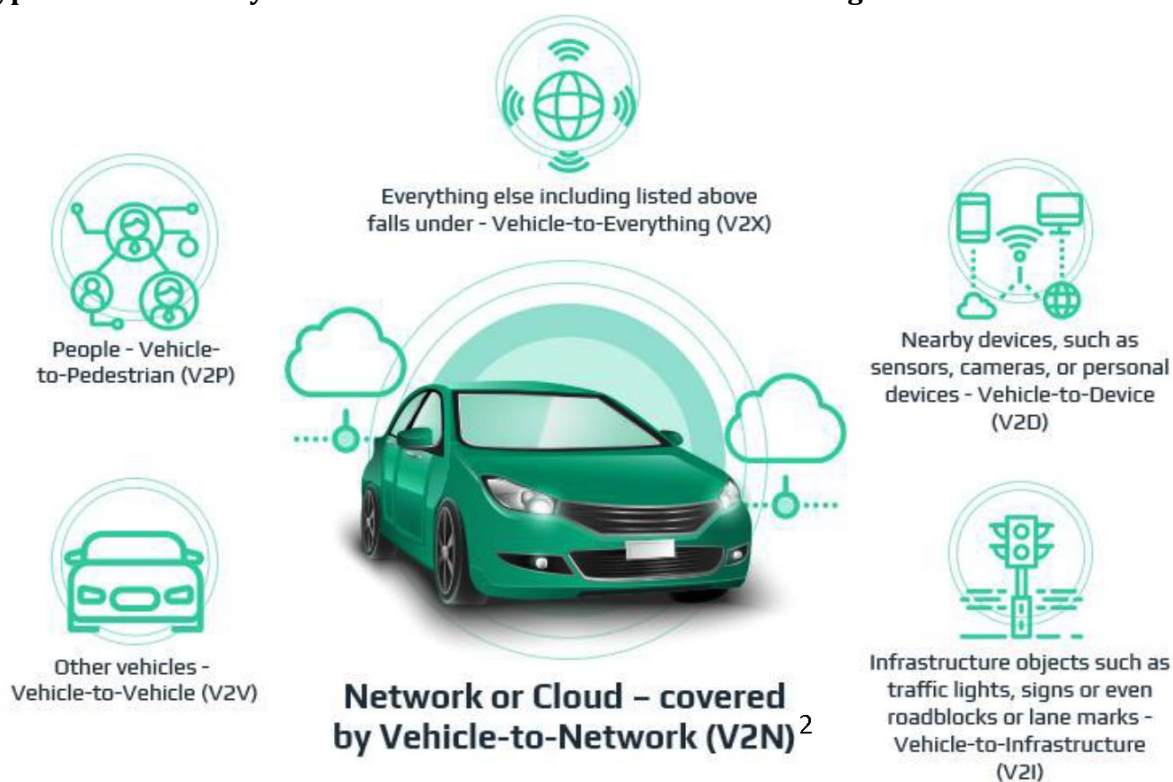 Everything else including listed above
falls under - Vehicle-to-Everything (V2X)
People - Vehicle-
to-Pedestrian (V2P)
Nearby devices, such as
sensors, cameras, or personal
devices - Vehicle-to-Device
(V2D)
Other vehicles -
Vehicle-to-Vehicle (V2V)
Network or Cloud – covered
by Vehicle-to-Network (V2N) 2
Infrastructure objects such as
traffic lights, signs or even
roadblocks or lane marks -
Vehicle-to-Infrastructure
(V2I)